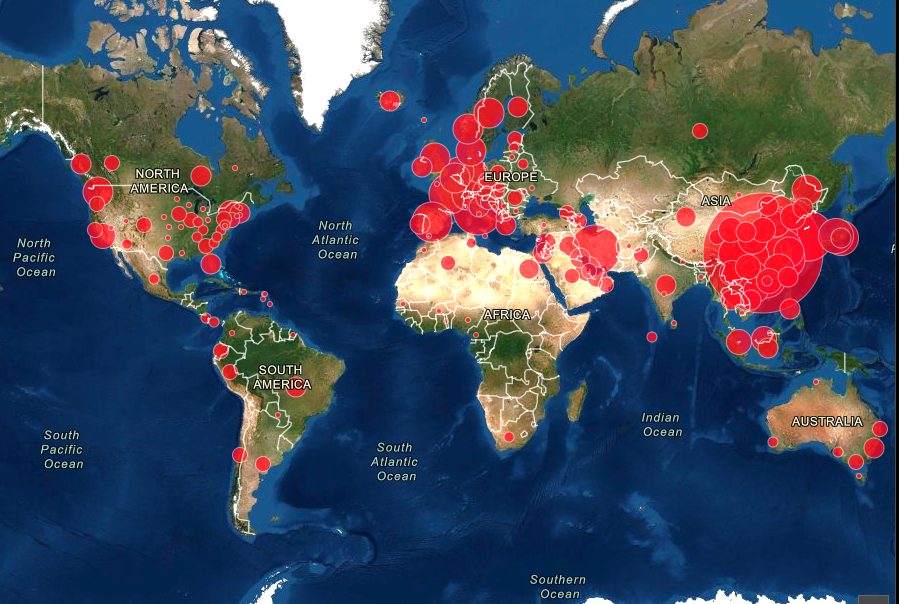 NORTH
AMERICA
EUROPE
ASIA
North
Atlantic
Ocean
North
Pacific
Ocean
AFRICA
SOUTH
AMERICA
Indian
Ocean
AUSTRALIA
South
Pacific
Ocean
South
Atlantic
Ocean
Southern
Ocean